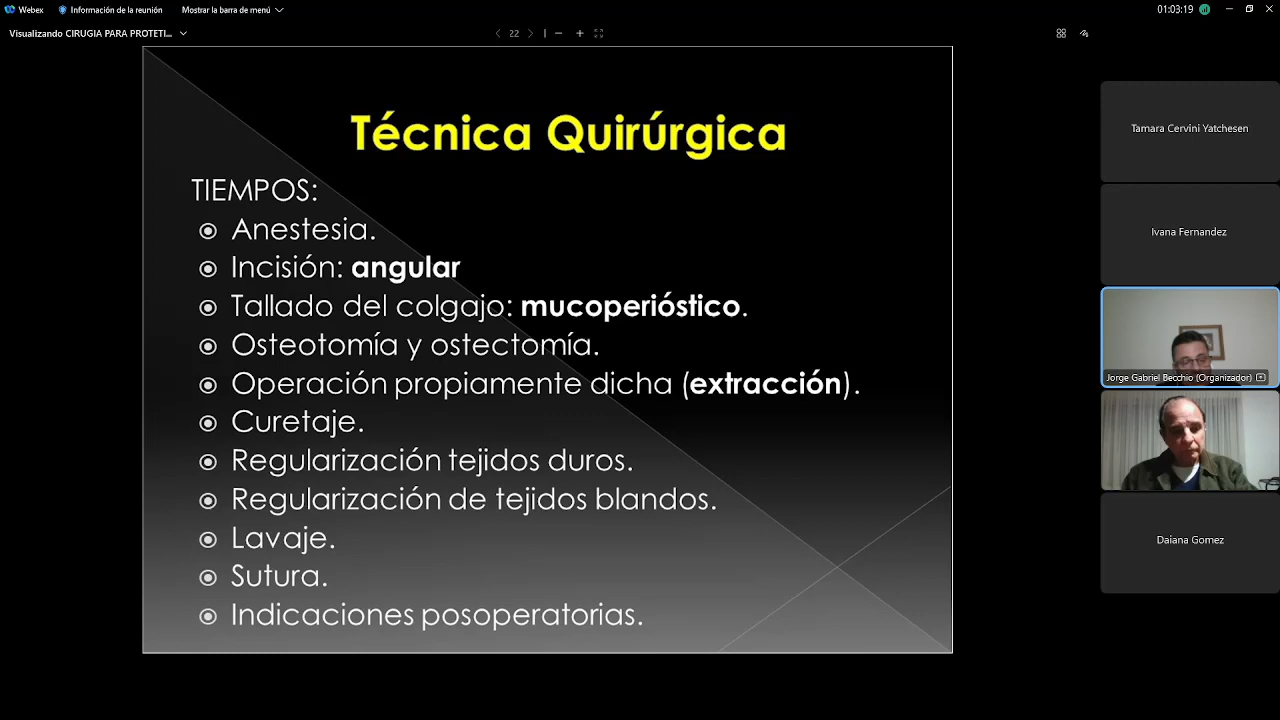 Webex
Información de la reunión
Mostrar la barra de menú
01:03:19
Visualizando CIRUGIA PARA PROTETI...
22
Técnica Quirúrgica
TIEMPOS:
Anestesia.
Incisión: angular
Tallado del colgajo: mucoperióstico.
Osteotomía y ostectomía.
Operación propiamente dicha (extracción).
Curetaje.
Regularización tejidos duros.
Regularización de tejidos blandos.
Lavaje.
Sutura.
Indicaciones posoperatorias.
Tamara Cervini Yatchesen
Ivana Fernandez
Jorge Gabriel Becchio (Organizador)
Daiana Gomez